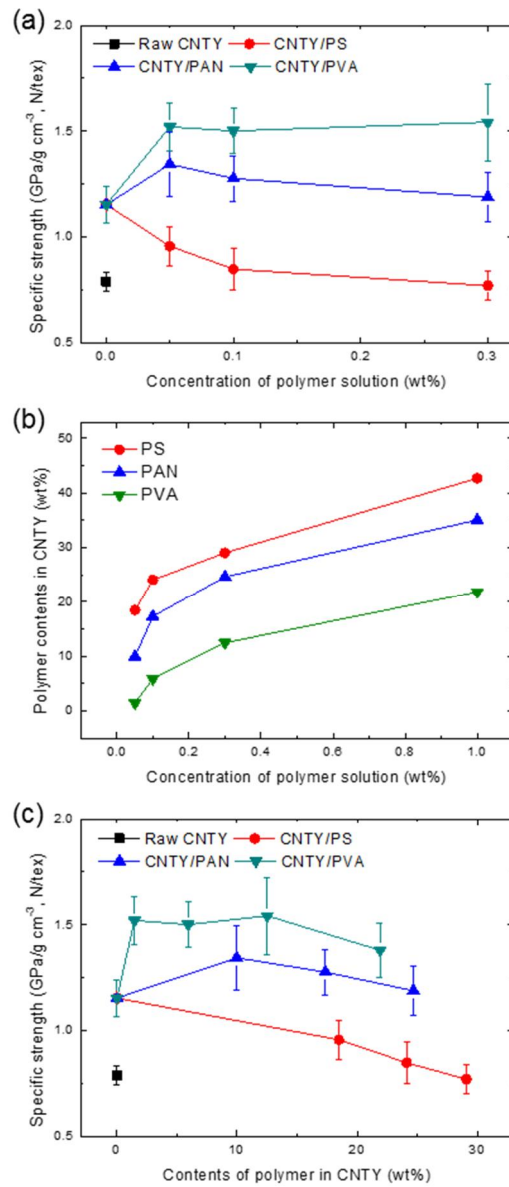 (a)
2.0
Raw CNTY CNTY/PS
CNTY/PAN CNTY/PVA
1.5
1.0
0.5
Specific strength (GPa/g cm⁻³, N/tex)
0.0 0.1 0.2 0.3
Concentration of polymer solution (wt%)
(b)
50
PS
PAN
PVA
40
30
20
10
0
Polymer contents in CNTY (wt%)
0.0 0.2 0.4 0.6 0.8 1.0
Concentration of polymer solution (wt%)
(c)
2.0
Raw CNTY CNTY/PS
CNTY/PAN CNTY/PVA
1.5
1.0
0.5
Specific strength (GPa/g cm⁻³, N/tex)
0 10 20 30
Contents of polymer in CNTY (wt%)